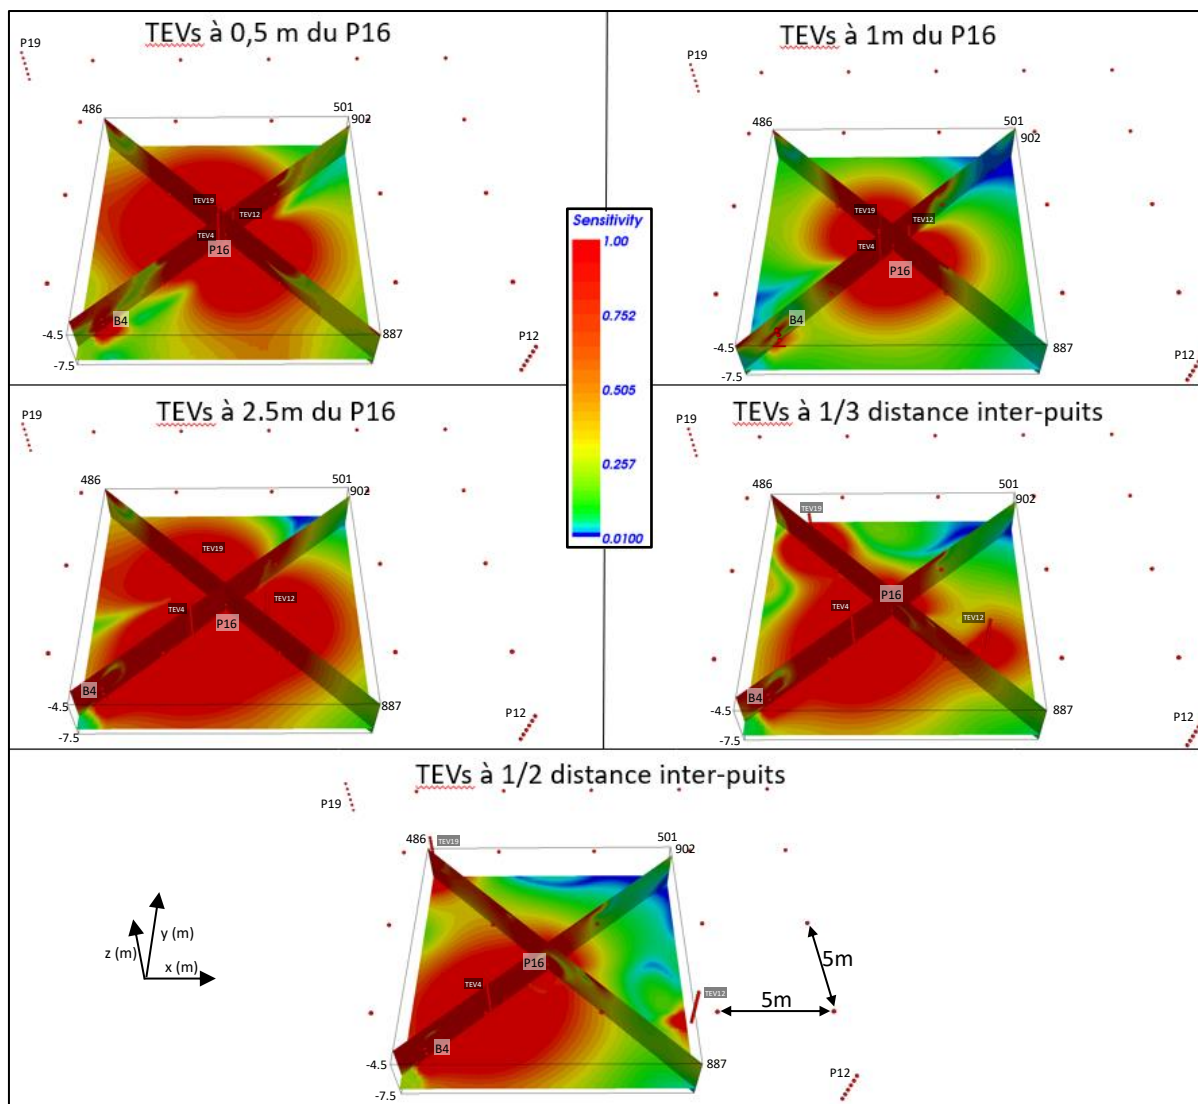 TEVs à 0,5 m du P16
P19
486
501
902
TEV19
TEV12
TEV4
P16
B4
-4.5
-7.5
887
P12
TEVs à 1m du P16
P19
486
501
902
TEV19
TEV12
TEV4
P16
B4
-4.5
-7.5
887
P12
Sensitivity
1.00
0.752
0.505
0.257
0.0100
TEVs à 2.5m du P16
P19
486
501
902
TEV19
TEV4
TEV12
P16
B4
-4.5
-7.5
887
P12
TEVs à 1/3 distance inter-puits
P19
486
501
902
TEV19
TEV4
P16
TEV12
B4
-4.5
-7.5
887
P12
TEVs à 1/2 distance inter-puits
P19
486
TEV19
501
902
P16
TEV4
TEV12
B4
-4.5
-7.5
887
P12
y (m)
z (m)
x (m)
5m
5m